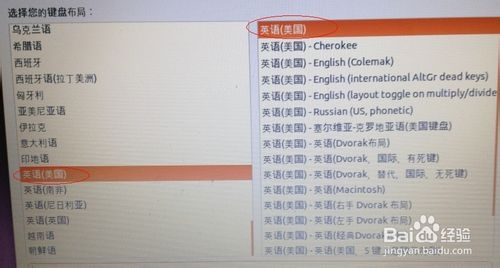 选择您的键盘布局：
乌克兰语
希腊语
西班牙
西班牙语(拉丁美洲)
匈牙利
亚美尼亚语
伊拉克
意大利语
印地语
英语(美国)
英语(南非)
英语(尼日利亚)
英语(英国)
越南语
朝鲜语
英语(美国)
英语(美国) - Cherokee
英语(美国) - English (Colemak)
英语(美国) - English (international AltGr dead keys)
英语(美国) - English (layout toggle on multiply/divide
英语(美国) - Russian (US, phonetic)
英语(美国) - 塞尔维亚-克罗地亚语(美国键盘)
英语(美国) - 英语(Dvorak布局)
英语(美国) - 英语(Dvorak，国际，有死键)
英语(美国) - 英语(Dvorak，替代，国际，无死键)
英语(美国) - 英语(Macintosh)
英语(美国) - 英语(右手 Dvorak 布局)
英语(美国) - 英语(左手 Dvorak 布局)
英语(美国) - 英语(经典Dvorak)
英语(美国) - 英语(美国，
Baidu经验
jingyan.baidu.com